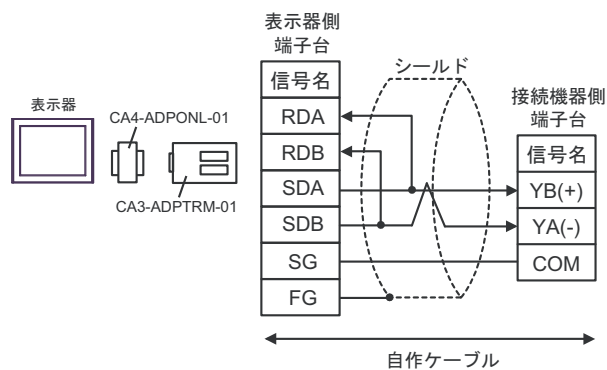 表示器
CA4-ADPONL-01
CA3-ADPTRM-01
表示器側
端子台
信号名
RDA
RDB
SDA
SDB
SG
FG
シールド
接続機器側
端子台
信号名
YB(+)
YA(-)
COM
自作ケーブル